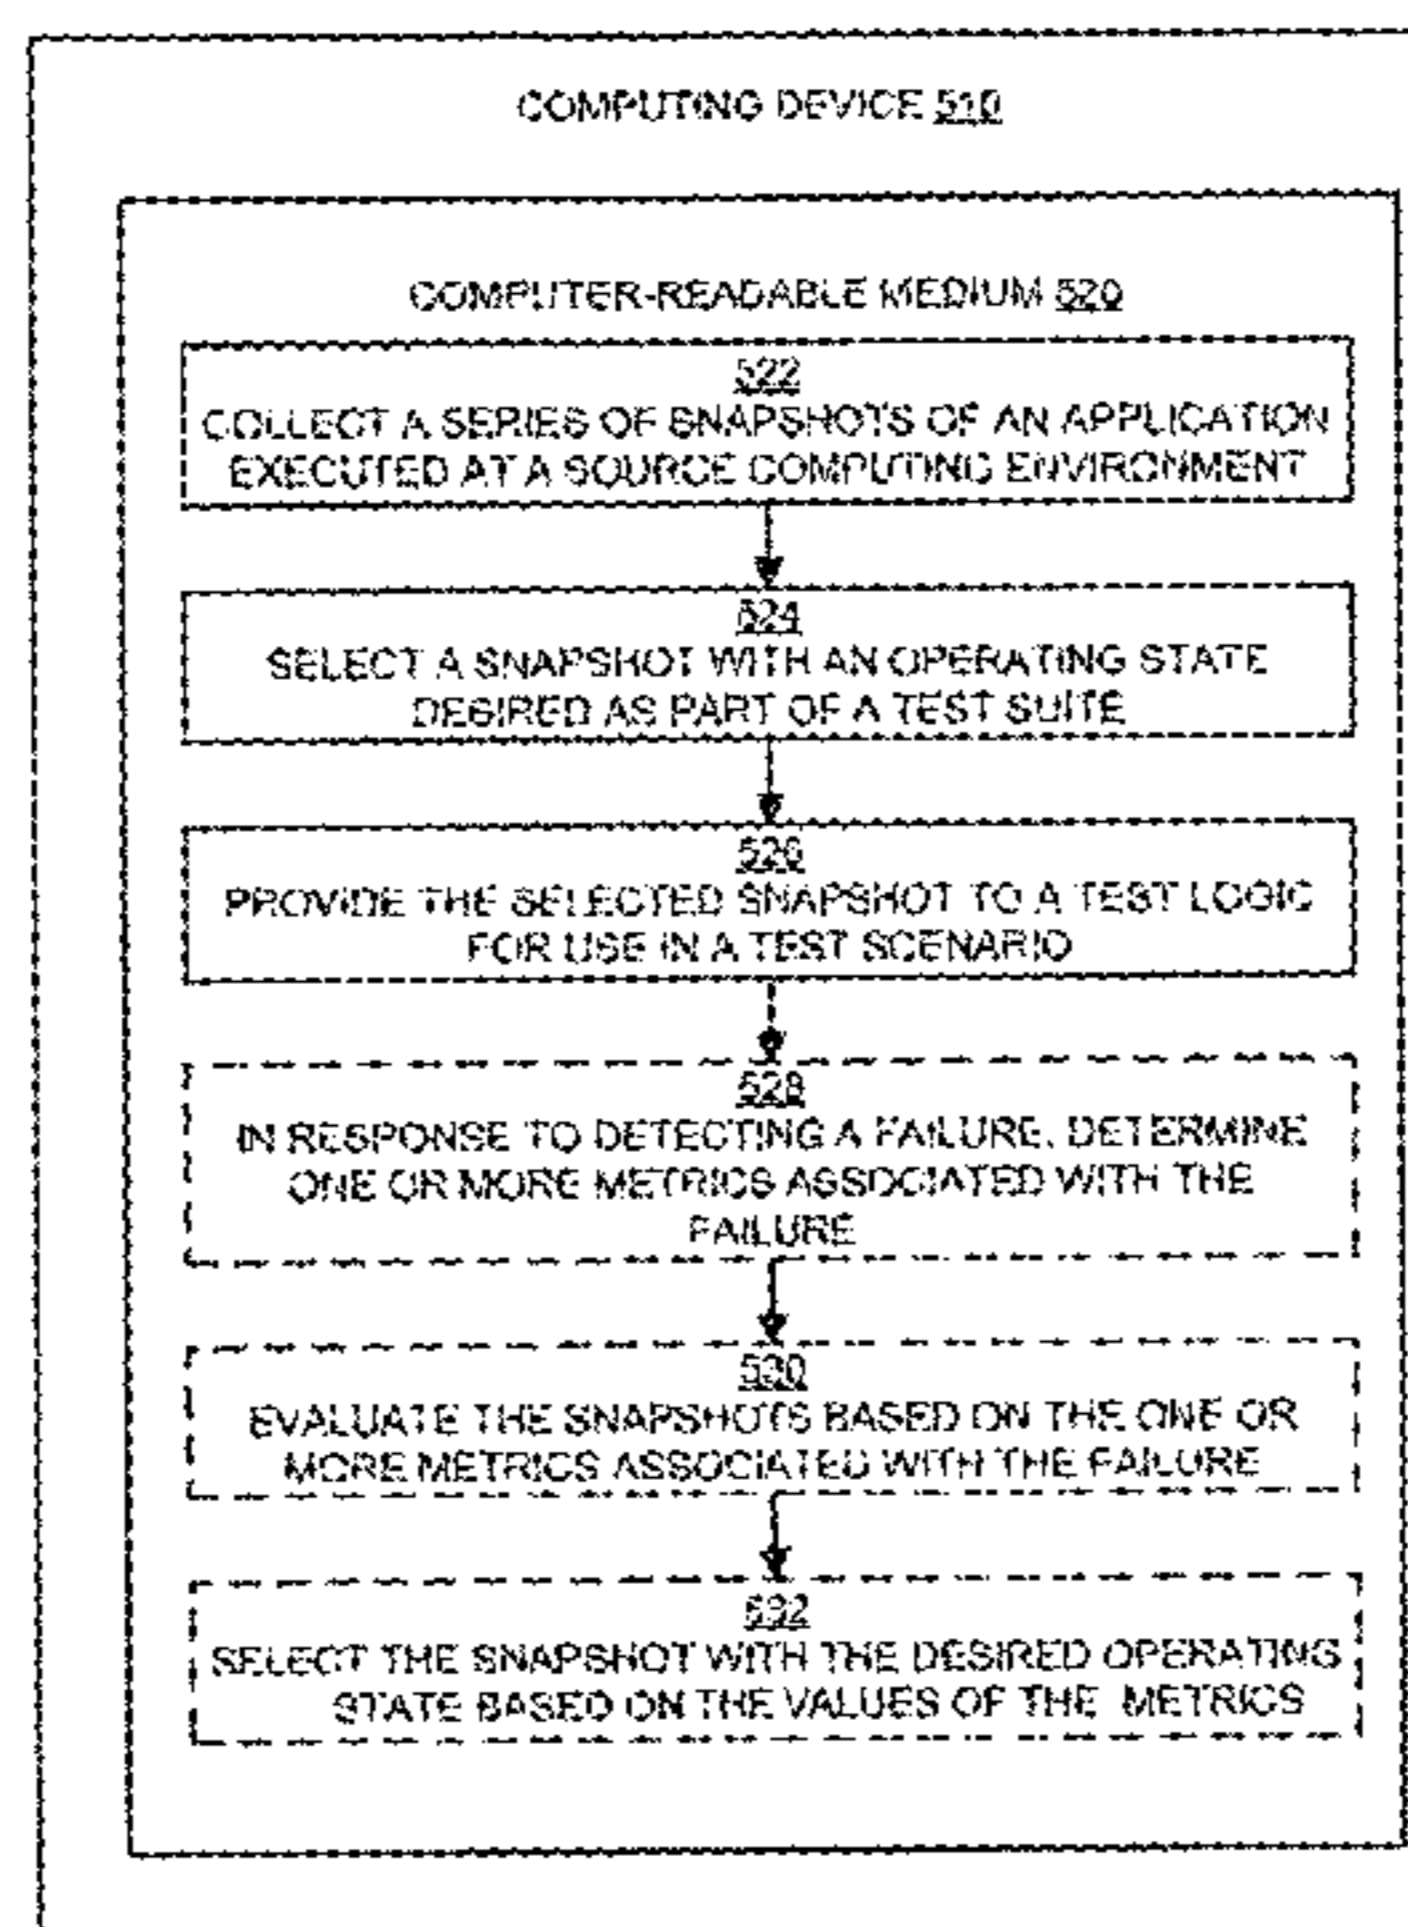 COMPUTING DEVICE 510
COMPUTER-READABLE MEDIUM 520
522
COLLECT A SERIES OF SNAPSHOTS OF AN APPLICATION
EXECUTED AT A SOURCE COMPUTING ENVIRONMENT
524
SELECT A SNAPSHOT WITH AN OPERATING STATE
DESIRED AS PART OF A TEST SUITE
526
PROVIDE THE SELECTED SNAPSHOT TO A TEST LOGIC
FOR USE IN A TEST SCENARIO
528
IN RESPONSE TO DETECTING A FAILURE, DETERMINE
ONE OR MORE METRICS ASSOCIATED WITH THE
FAILURE
530
EVALUATE THE SNAPSHOTS BASED ON THE ONE OR
MORE METRICS ASSOCIATED WITH THE FAILURE
532
SELECT THE SNAPSHOT WITH THE DESIRED OPERATING
STATE BASED ON THE VALUES OF THE METRICS